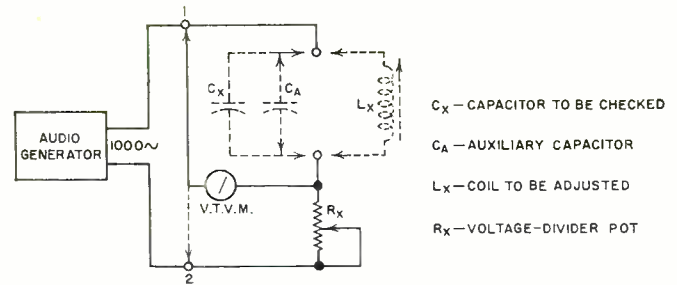 1
AUDIO
GENERATOR
1000~
CX
CA
LX
V.T.V.M.
RX
2
CX—CAPACITOR TO BE CHECKED
CA—AUXILIARY CAPACITOR
LX—COIL TO BE ADJUSTED
RX—VOLTAGE-DIVIDER POT